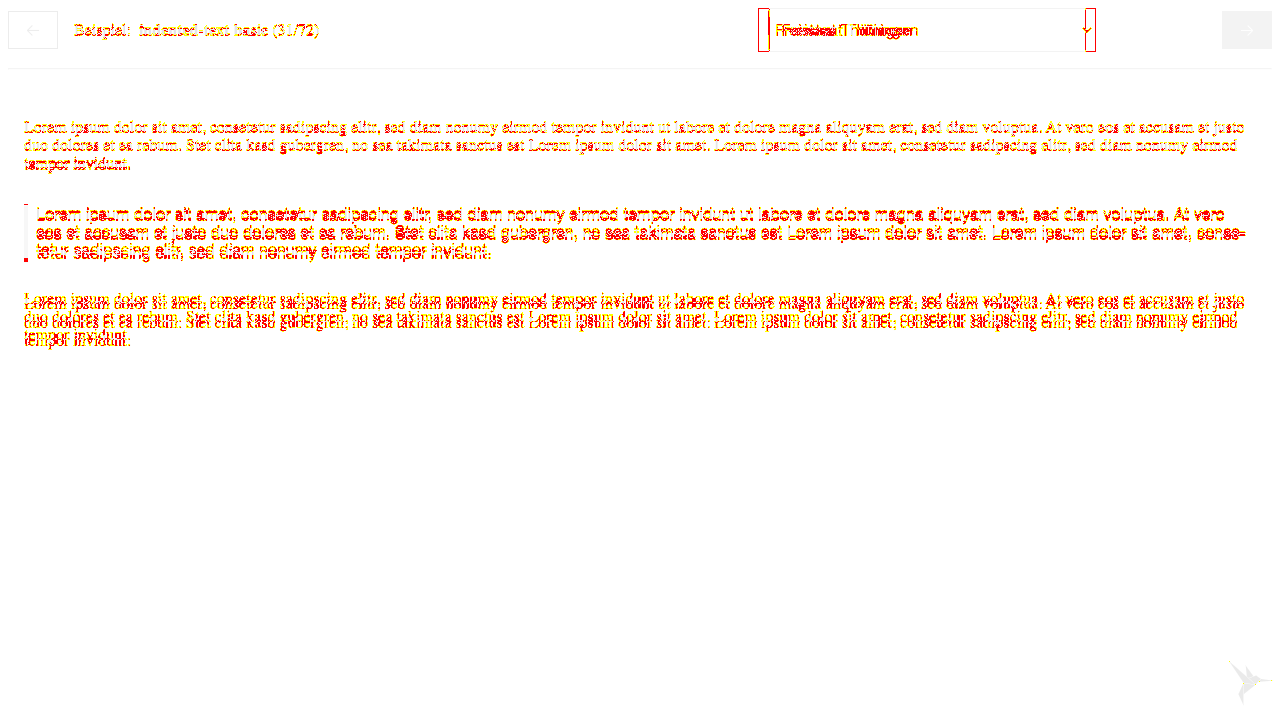 Beispiel: indented-text basic (31/72)
Lorem ipsum dolor sit amet, consetetur sadipscing elitr, sed diam nonumy eirmod tempor invidunt ut labore et dolore magna aliquyam erat, sed diam voluptua. At vero eos et accusam et justo
duo dolores et ea rebum. Stet clita kasd gubergren, no sea takimata sanctus est Lorem ipsum dolor sit amet. Lorem ipsum dolor sit amet, consetetur sadipscing elitr, sed diam nonumy eirmod
tempor invidunt.
Lorem ipsum dolor sit amet, consetetur sadipscing elitr, sed diam nonumy eirmod tempor invidunt ut labore et dolore magna aliquyam erat, sed diam voluptua. At vero
eos et accusam et justo duo dolores et ea rebum. Stet clita kasd gubergren, no sea takimata sanctus est Lorem ipsum dolor sit amet. Lorem ipsum dolor sit amet, conse-
tetur sadipscing elitr, sed diam nonumy eirmod tempor invidunt.
Lorem ipsum dolor sit amet, consetetur sadipscing elitr, sed diam nonumy eirmod tempor invidunt ut labore et dolore magna aliquyam erat, sed diam voluptua. At vero eos et accusam et justo
duo dolores et ea rebum. Stet clita kasd gubergren, no sea takimata sanctus est Lorem ipsum dolor sit amet. Lorem ipsum dolor sit amet, consetetur sadipscing elitr, sed diam nonumy eirmod
tempor invidunt.